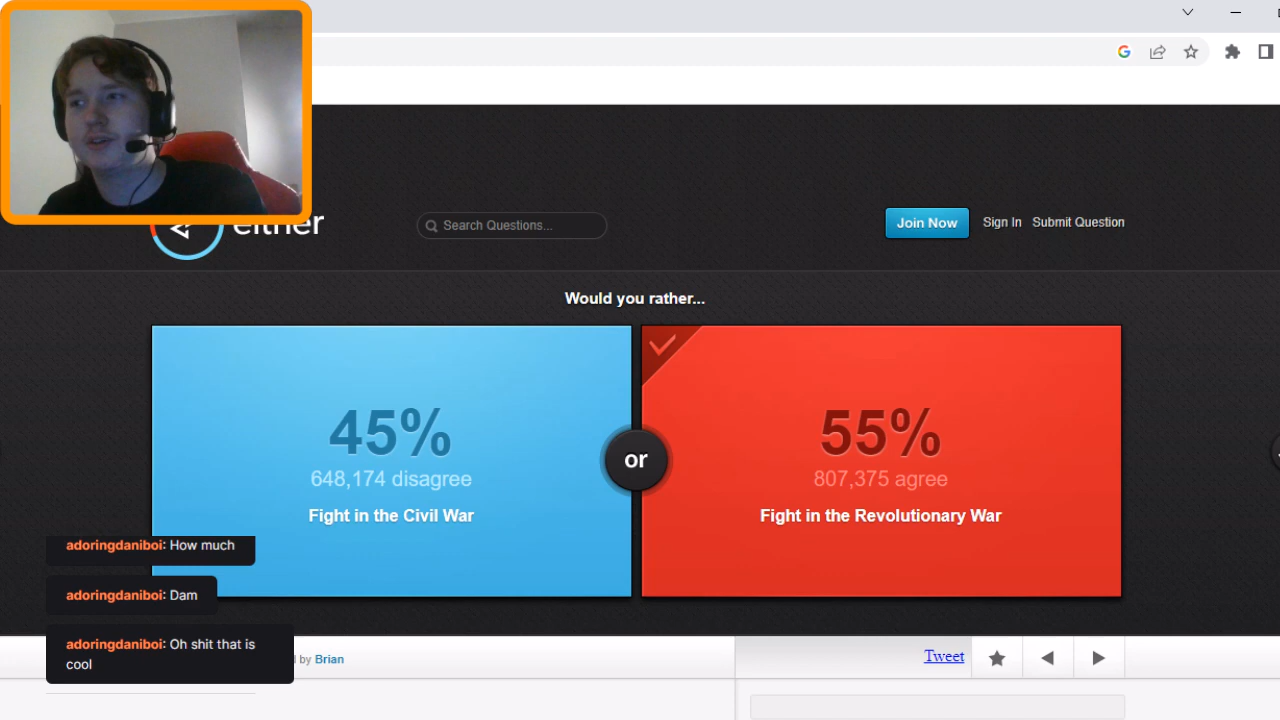 either
Search Questions...
Join Now
Sign In
Submit Question
Would you rather...
45%
648,174 disagree
Fight in the Civil War
or
55%
807,375 agree
Fight in the Revolutionary War
adoringdaniboi: How much
adoringdaniboi: Dam
adoringdaniboi: Oh shit that is
cool
by Brian
Tweet